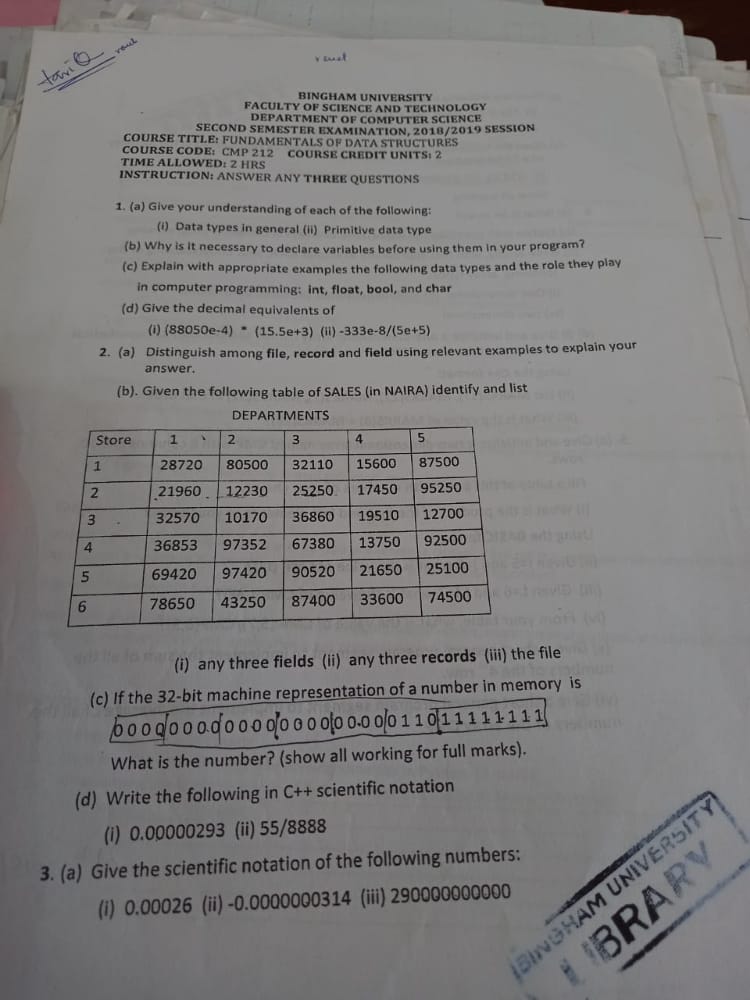 tawiQ
vaut
BINGHAM UNIVERSITY
FACULTY OF SCIENCE AND TECHNOLOGY
DEPARTMENT OF COMPUTER SCIENCE
SECOND SEMESTER EXAMINATION, 2018/2019 SESSION
COURSE TITLE: FUNDAMENTALS OF DATA STRUCTURES
COURSE CODE: CMP 212 COURSE CREDIT UNITS: 2
TIME ALLOWED: 2 HRS
INSTRUCTION: ANSWER ANY THREE QUESTIONS
1. (a) Give your understanding of each of the following:
(i) Data types in general (ii) Primitive data type
(b) Why is it necessary to declare variables before using them in your program?
(c) Explain with appropriate examples the following data types and the role they play
in computer programming: int, float, bool, and char
(d) Give the decimal equivalents of
(i) (88050e-4) * (15.5e+3) (ii) -333e-8/(5e+5)
2. (a) Distinguish among file, record and field using relevant examples to explain your
answer.
(b). Given the following table of SALES (in NAIRA) identify and list
DEPARTMENTS
Store 1 2 3 4 5
1 28720 80500 32110 15600 87500
2 21960 12230 25250 17450 95250
3 32570 10170 36860 19510 12700
4 36853 97352 67380 13750 92500
5 69420 97420 90520 21650 25100
6 78650 43250 87400 33600 74500
(i) any three fields (ii) any three records (iii) the file
(c) If the 32-bit machine representation of a number in memory is
00000000000000000000011011111111
What is the number? (show all working for full marks).
(d) Write the following in C++ scientific notation
(i) 0.00000293 (ii) 55/8888
3. (a) Give the scientific notation of the following numbers:
(i) 0.00026 (ii) -0.0000000314 (iii) 290000000000
BINGHAM UNIVERSITY
LIBRARY